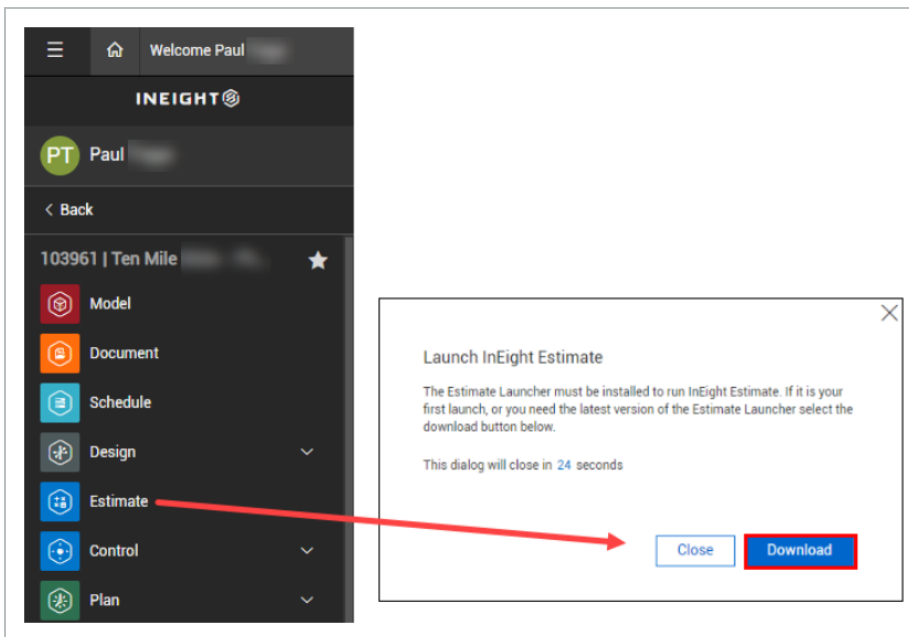 Welcome Paul
INEIGHT
PT
Paul
< Back
103961 | Ten Mile
Model
Document
Schedule
Design
Estimate
Control
Plan
Launch InEight Estimate
The Estimate Launcher must be installed to run InEight Estimate. If it is your
first launch, or you need the latest version of the Estimate Launcher select the
download button below.
This dialog will close in 24 seconds
Close
Download